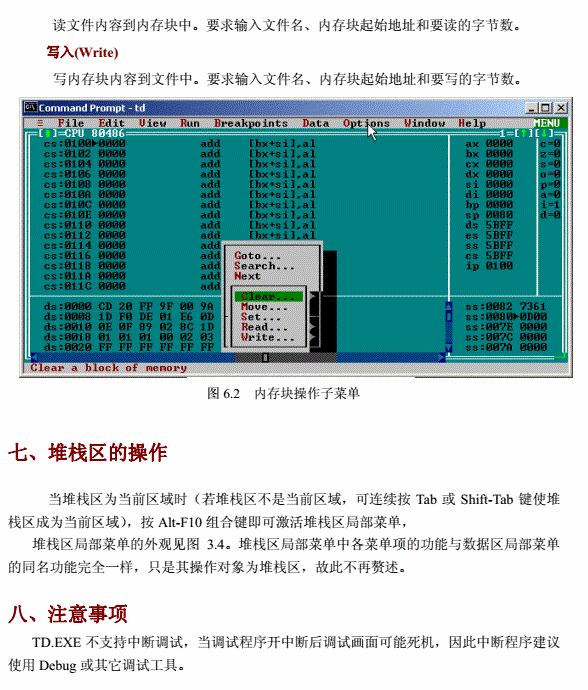 读文件内容到内存块中。要求输入文件名、内存块起始地址和要读的字节数。
写入(Write)
写内存块内容到文件中。要求输入文件名、内存块起始地址和要写的字节数。
Command Prompt - td
≡ File Edit View Run Breakpoints Data Options Window Help MENU
[■]=CPU 80486 1=[↑][↓]
cs:0100▶0000 add [bx+si],al ax 0000 c=0
cs:0102 0000 add [bx+si],al bx 0000 z=0
cs:0104 0000 add [bx+si],al cx 0000 s=0
cs:0106 0000 add [bx+si],al dx 0000 o=0
cs:0108 0000 add [bx+si],al si 0000 p=0
cs:010A 0000 add [bx+si],al di 0000 a=0
cs:010C 0000 add [bx+si],al bp 0000 i=1
cs:010E 0000 add [bx+si],al sp 0080 d=0
cs:0110 0000 add [bx+si],al ds 5BFF
cs:0112 0000 add [bx+si],al es 5BFF
cs:0114 0000 add ss 5BFF
cs:0116 0000 add cs 5BFF
cs:0118 0000 add ip 0100
cs:011A 0000 add
cs:011C 0000 add
Goto...
Search...
Next
Clear...
Move...
Set...
Read...
Write...
ds:0000 CD 20 FF 9F 00 9A ss:0082 7361
ds:0008 1D F0 DE 01 E6 0D ss:0080▶0D00
ds:0010 0E 0F 89 02 8C 1D ss:007E 0000
ds:0018 01 01 01 00 02 03 ss:007C 0000
ds:0020 FF FF FF FF FF FF ss:007A 0000
Clear a block of memory
图 6.2 内存块操作子菜单
七、堆栈区的操作
当堆栈区为当前区域时（若堆栈区不是当前区域，可连续按 Tab 或 Shift-Tab 键使堆
栈区成为当前区域），按 Alt-F10 组合键即可激活堆栈区局部菜单，
堆栈区局部菜单的外观见图 3.4。堆栈区局部菜单中各菜单项的功能与数据区局部菜单
的同名功能完全一样，只是其操作对象为堆栈区，故此不再赘述。
八、注意事项
TD.EXE 不支持中断调试，当调试程序开中断后调试画面可能死机，因此中断程序建议
使用 Debug 或其它调试工具。